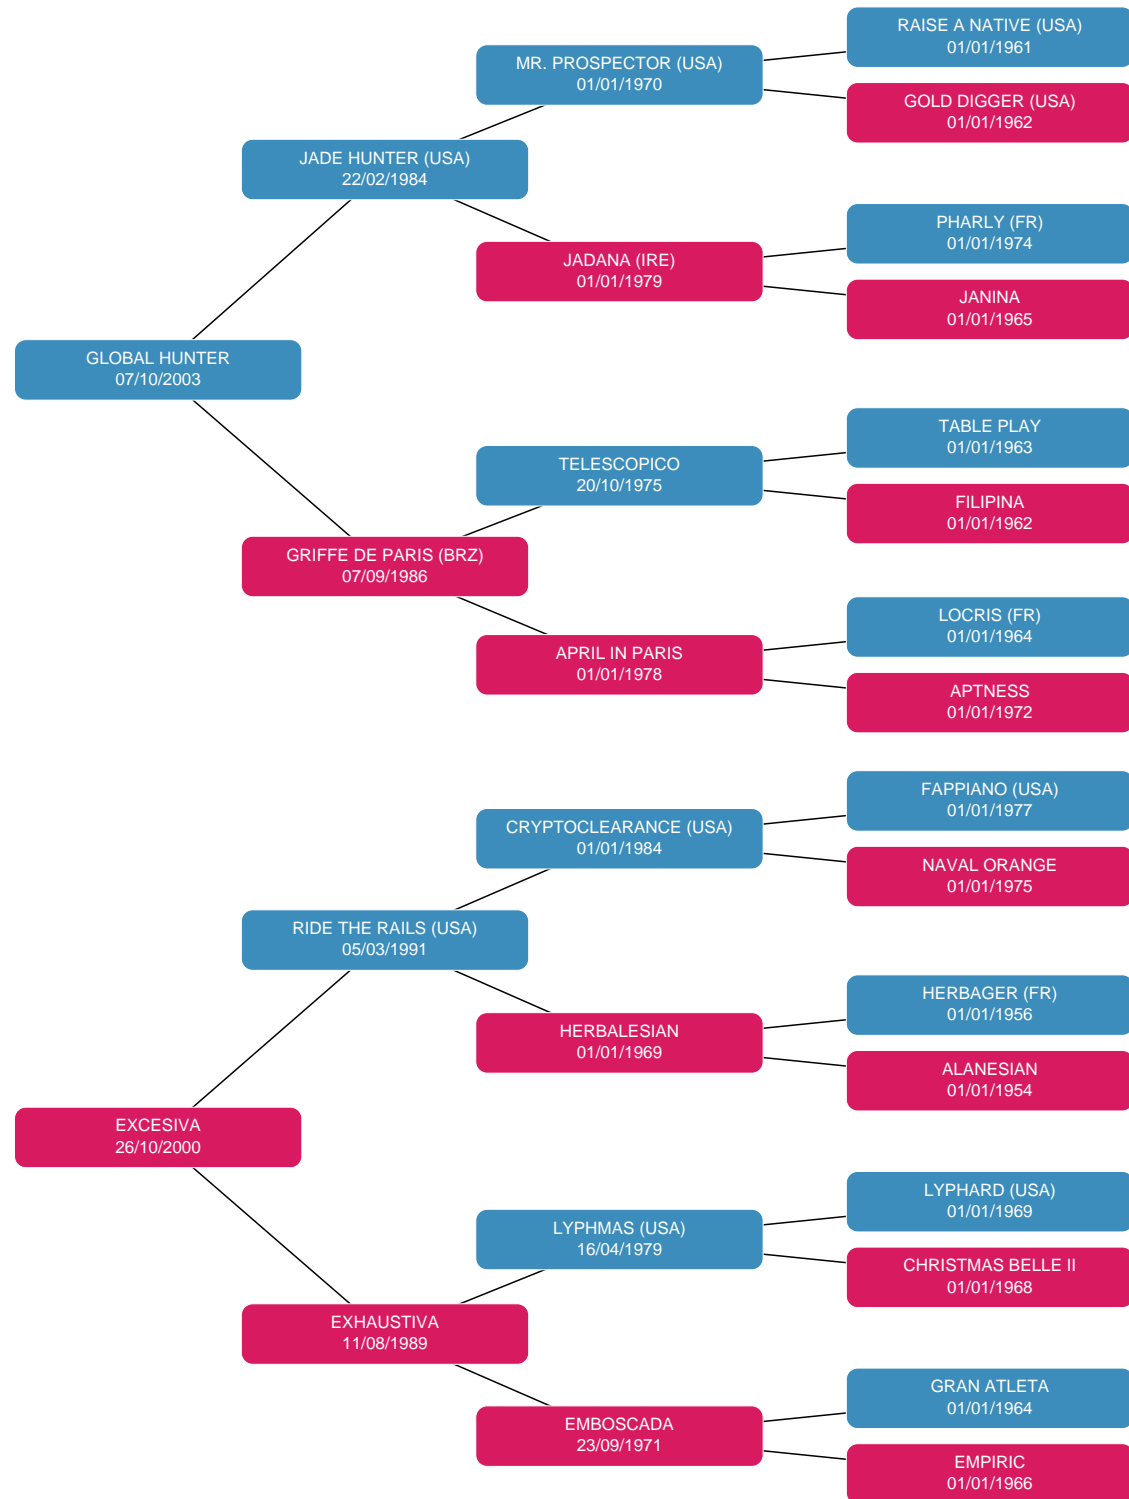 RAISE A NATIVE (USA)
01/01/1961
MR. PROSPECTOR (USA)
01/01/1970
GOLD DIGGER (USA)
01/01/1962
JADE HUNTER (USA)
22/02/1984
PHARLY (FR)
01/01/1974
JADANA (IRE)
01/01/1979
JANINA
01/01/1965
GLOBAL HUNTER
07/10/2003
TABLE PLAY
01/01/1963
TELESCOPICO
20/10/1975
FILIPINA
01/01/1962
GRIFFE DE PARIS (BRZ)
07/09/1986
LOCRIS (FR)
01/01/1964
APRIL IN PARIS
01/01/1978
APTNESS
01/01/1972
FAPPIANO (USA)
01/01/1977
CRYPTOCLEARANCE (USA)
01/01/1984
NAVAL ORANGE
01/01/1975
RIDE THE RAILS (USA)
05/03/1991
HERBAGER (FR)
01/01/1956
HERBALESIAN
01/01/1969
ALANESIAN
01/01/1954
EXCESIVA
26/10/2000
LYPHARD (USA)
01/01/1969
LYPHMAS (USA)
16/04/1979
CHRISTMAS BELLE II
01/01/1968
EXHAUSTIVA
11/08/1989
GRAN ATLETA
01/01/1964
EMBOSCADA
23/09/1971
EMPIRIC
01/01/1966